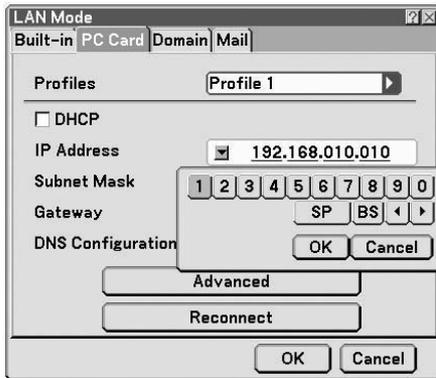 LAN Mode
Built-in PC Card Domain Mail
Profiles Profile 1
DHCP
IP Address 192.168.010.010
Subnet Mask 1 2 3 4 5 6 7 8 9 0
Gateway SP BS
DNS Configuration OK Cancel
Advanced
Reconnect
OK Cancel